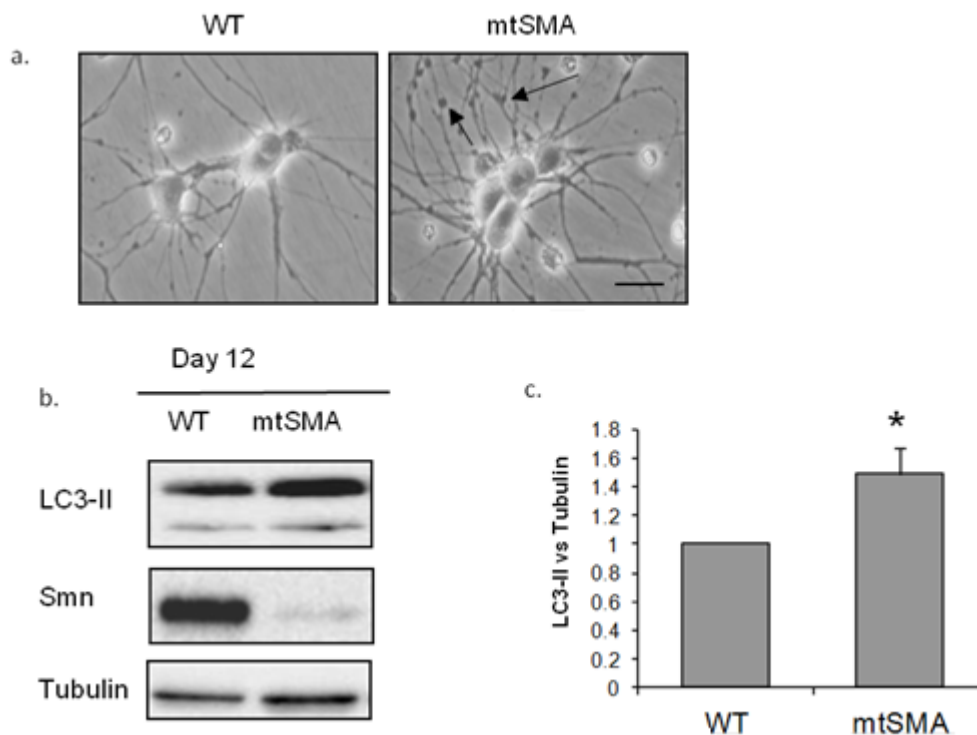 WT mtSMA
a.
Day 12
b.
WT mtSMA
LC3-II
Smn
Tubulin
c.
*
LC3-II vs Tubulin
1.8
1.6
1.4
1.2
1
0.8
0.6
0.4
0.2
0
WT mtSMA